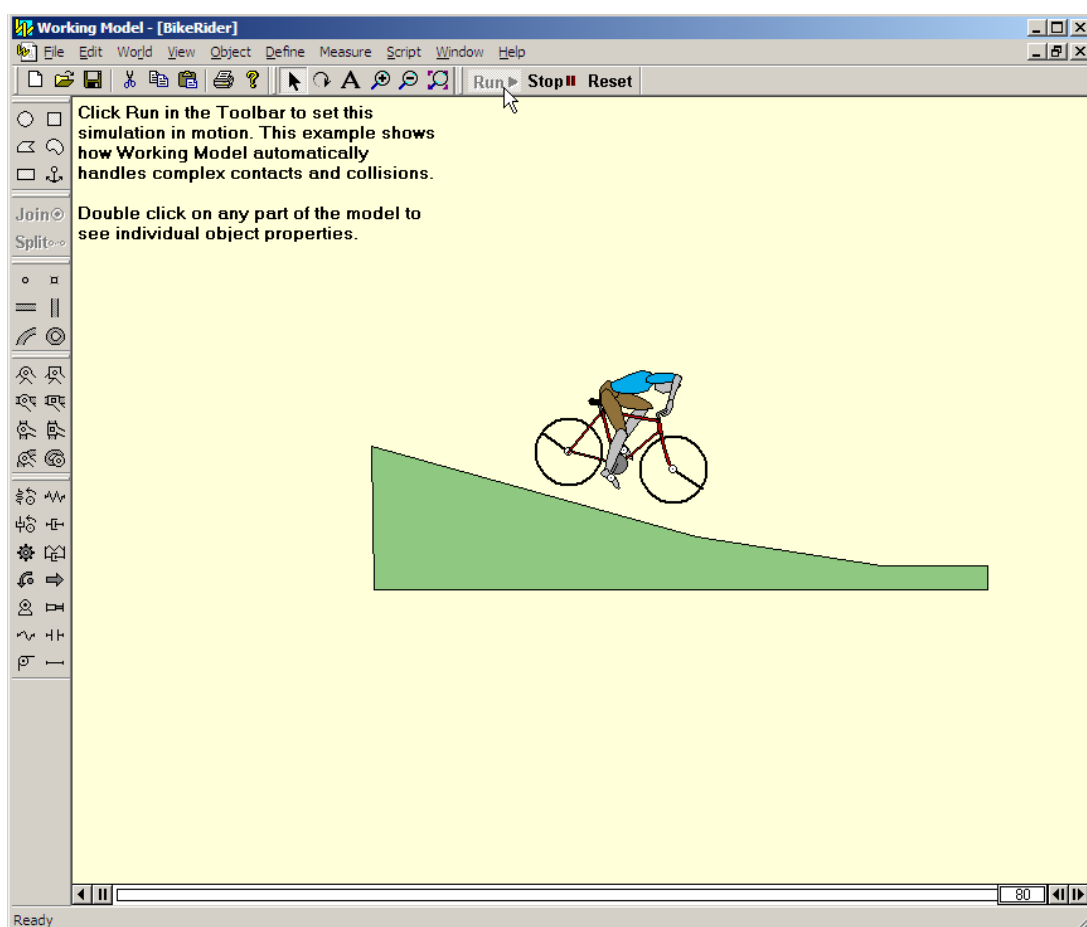 Working Model - [BikeRider]
File Edit World View Object Define Measure Script Window Help
Run Stop Reset
Click Run in the Toolbar to set this
simulation in motion. This example shows
how Working Model automatically
handles complex contacts and collisions.
Double click on any part of the model to
see individual object properties.
Join
Split
80
Ready